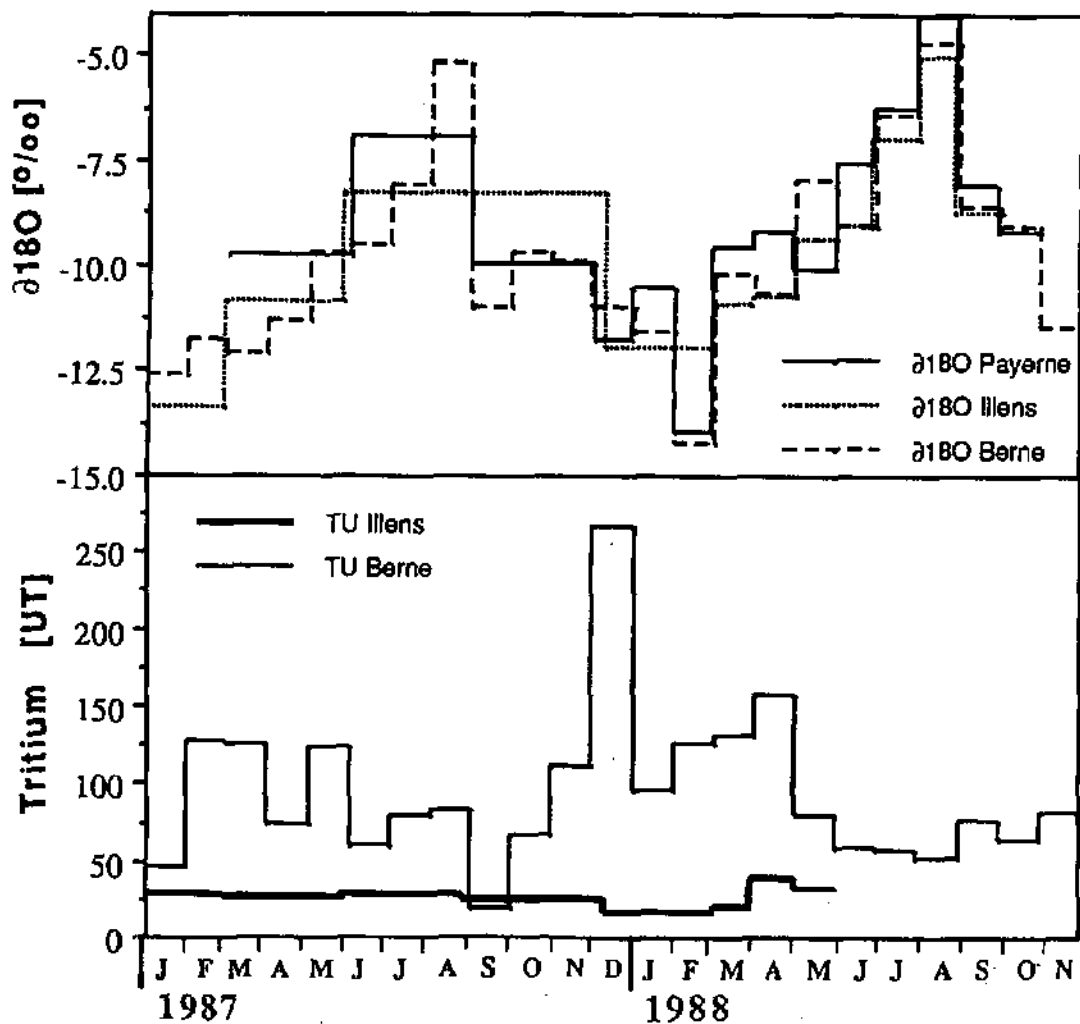 ∂18O [º/oo]
-5.0
-7.5
-10.0
-12.5
-15.0
∂18O Payerne
∂18O Illens
∂18O Berne
Tritium [UT]
250
200
150
100
50
0
TU Illens
TU Berne
J F M A M J J A S O N D J F M A M J J A S O N
1987 1988